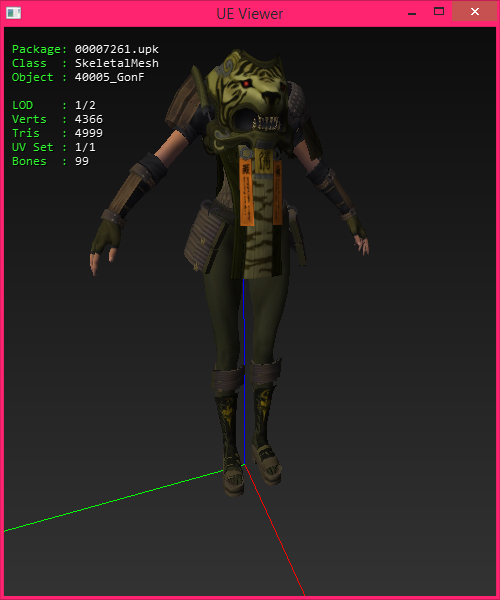 UE Viewer
Package: 00007261.upk
Class  : SkeletalMesh
Object : 40005_GonF
LOD    : 1/2
Verts  : 4366
Tris   : 4999
UV Set : 1/1
Bones  : 99